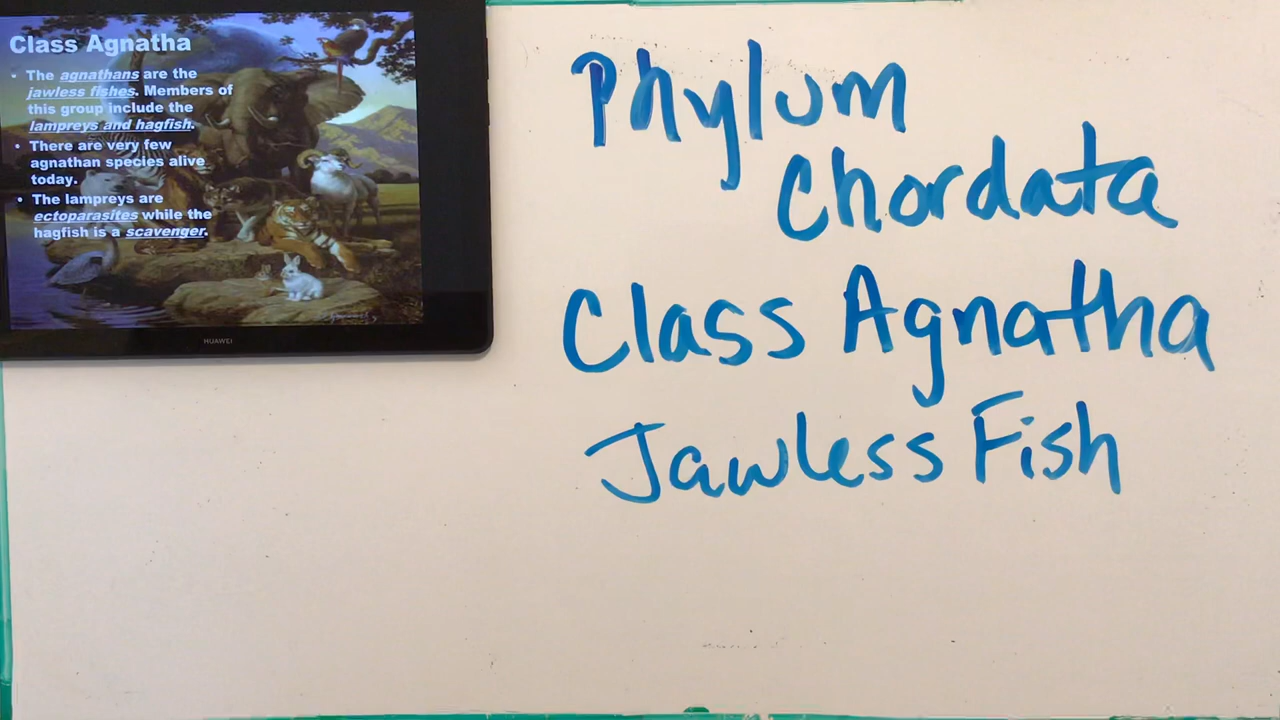 Class Agnatha
• The agnathans are the
jawless fishes. Members of
this group include the
lampreys and hagfish.
• There are very few
agnathan species alive
today.
• The lampreys are
ectoparasites while the
hagfish is a scavenger.
HUAWEI
Phylum
Chordata
Class Agnatha
Jawless Fish